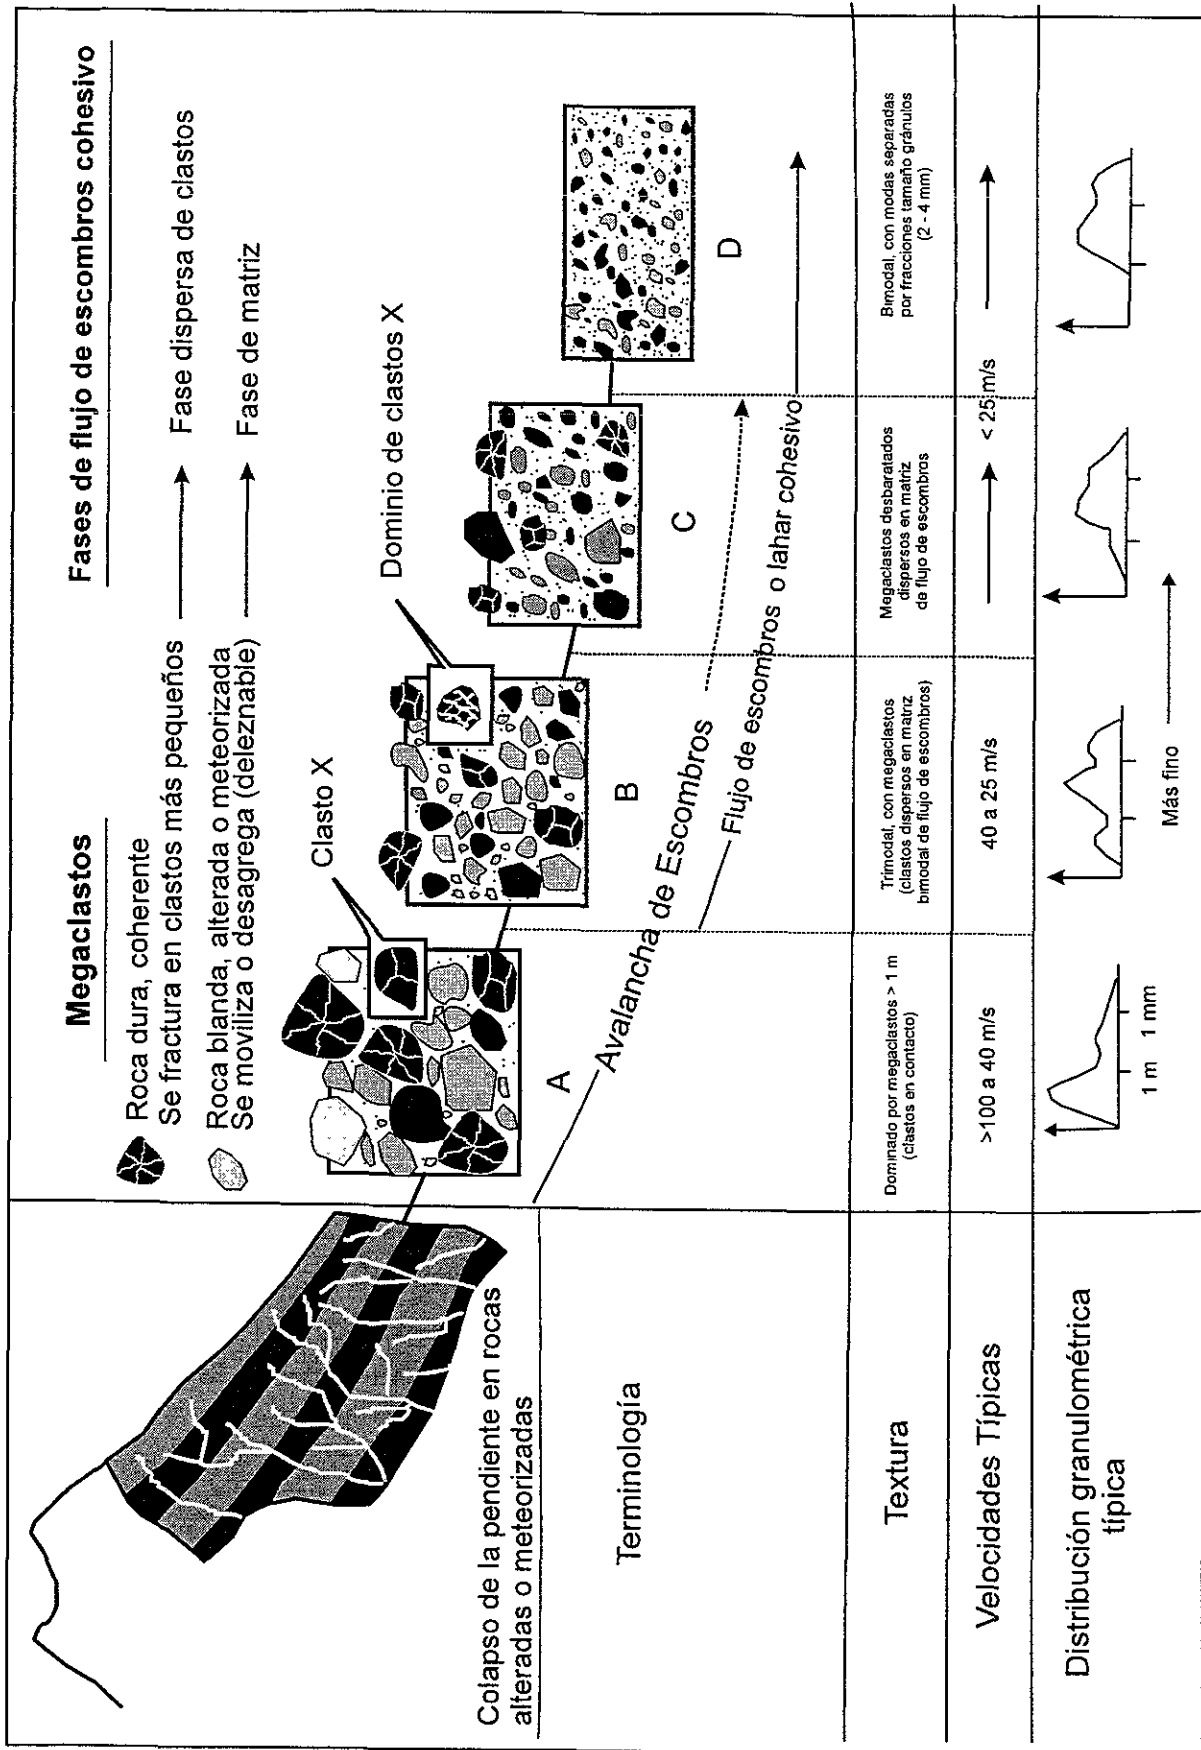 Megaclastos
Fases de flujo de escombros cohesivo
Roca dura, coherente
Se fractura en clastos más pequeños
Fase dispersa de clastos
Roca blanda, alterada o meteorizada
Se moviliza o desagrega (deleznable)
Fase de matriz
Clasto X
Dominio de clastos X
A
B
C
D
Colapso de la pendiente en rocas
alteradas o meteorizadas
Terminología
Avalancha de Escombros
Flujo de escombros o lahar cohesivo
Textura
Dominado por megaclastos > 1 m
(clastos en contacto)
Trimodal, con megaclastos
(clastos dispersos en matriz
bimodal de flujo de escombros)
Megaclastos desbaratados
dispersos en matriz
de flujo de escombros
Bimodal, con modas separadas
por fracciones tamaño gránulos
(2 - 4 mm)
Velocidades Típicas
>100 a 40 m/s
40 a 25 m/s
< 25 m/s
Distribución granulométrica
típica
1 m
1 mm
Más fino